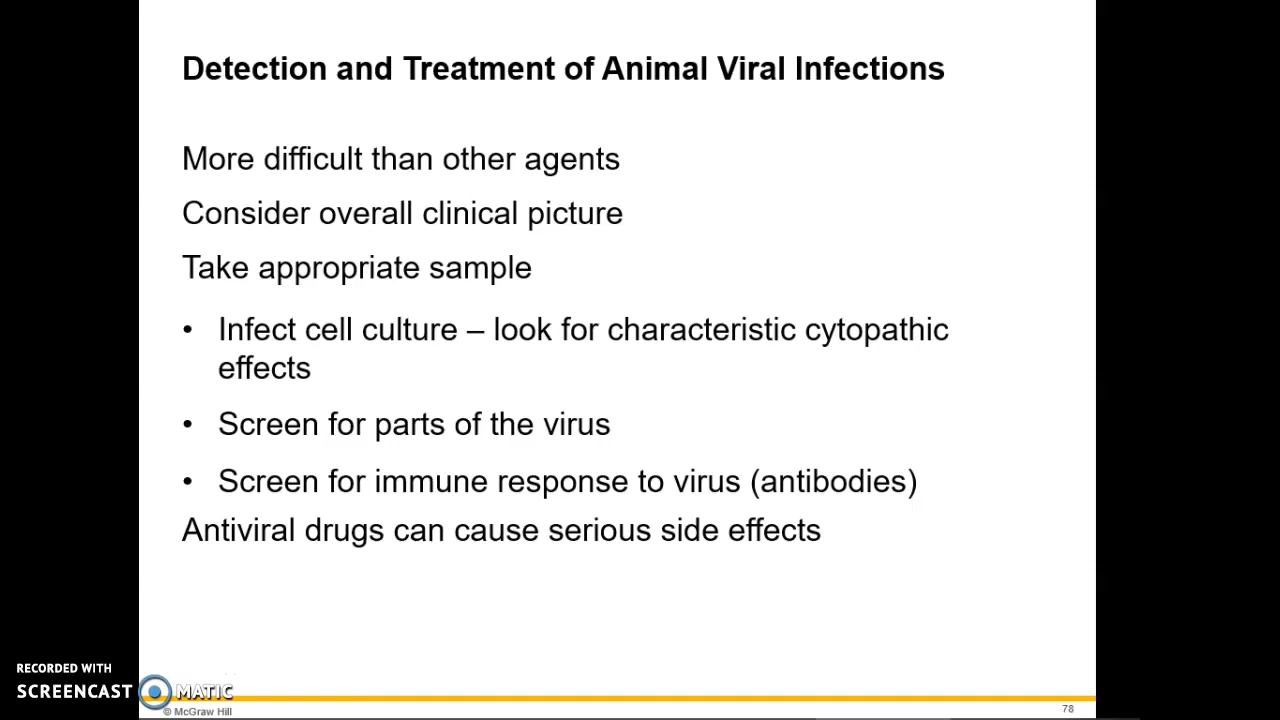 Detection and Treatment of Animal Viral Infections
More difficult than other agents
Consider overall clinical picture
Take appropriate sample
• Infect cell culture – look for characteristic cytopathic
effects
• Screen for parts of the virus
• Screen for immune response to virus (antibodies)
Antiviral drugs can cause serious side effects
RECORDED WITH
SCREENCAST MATIC
© McGraw Hill
78